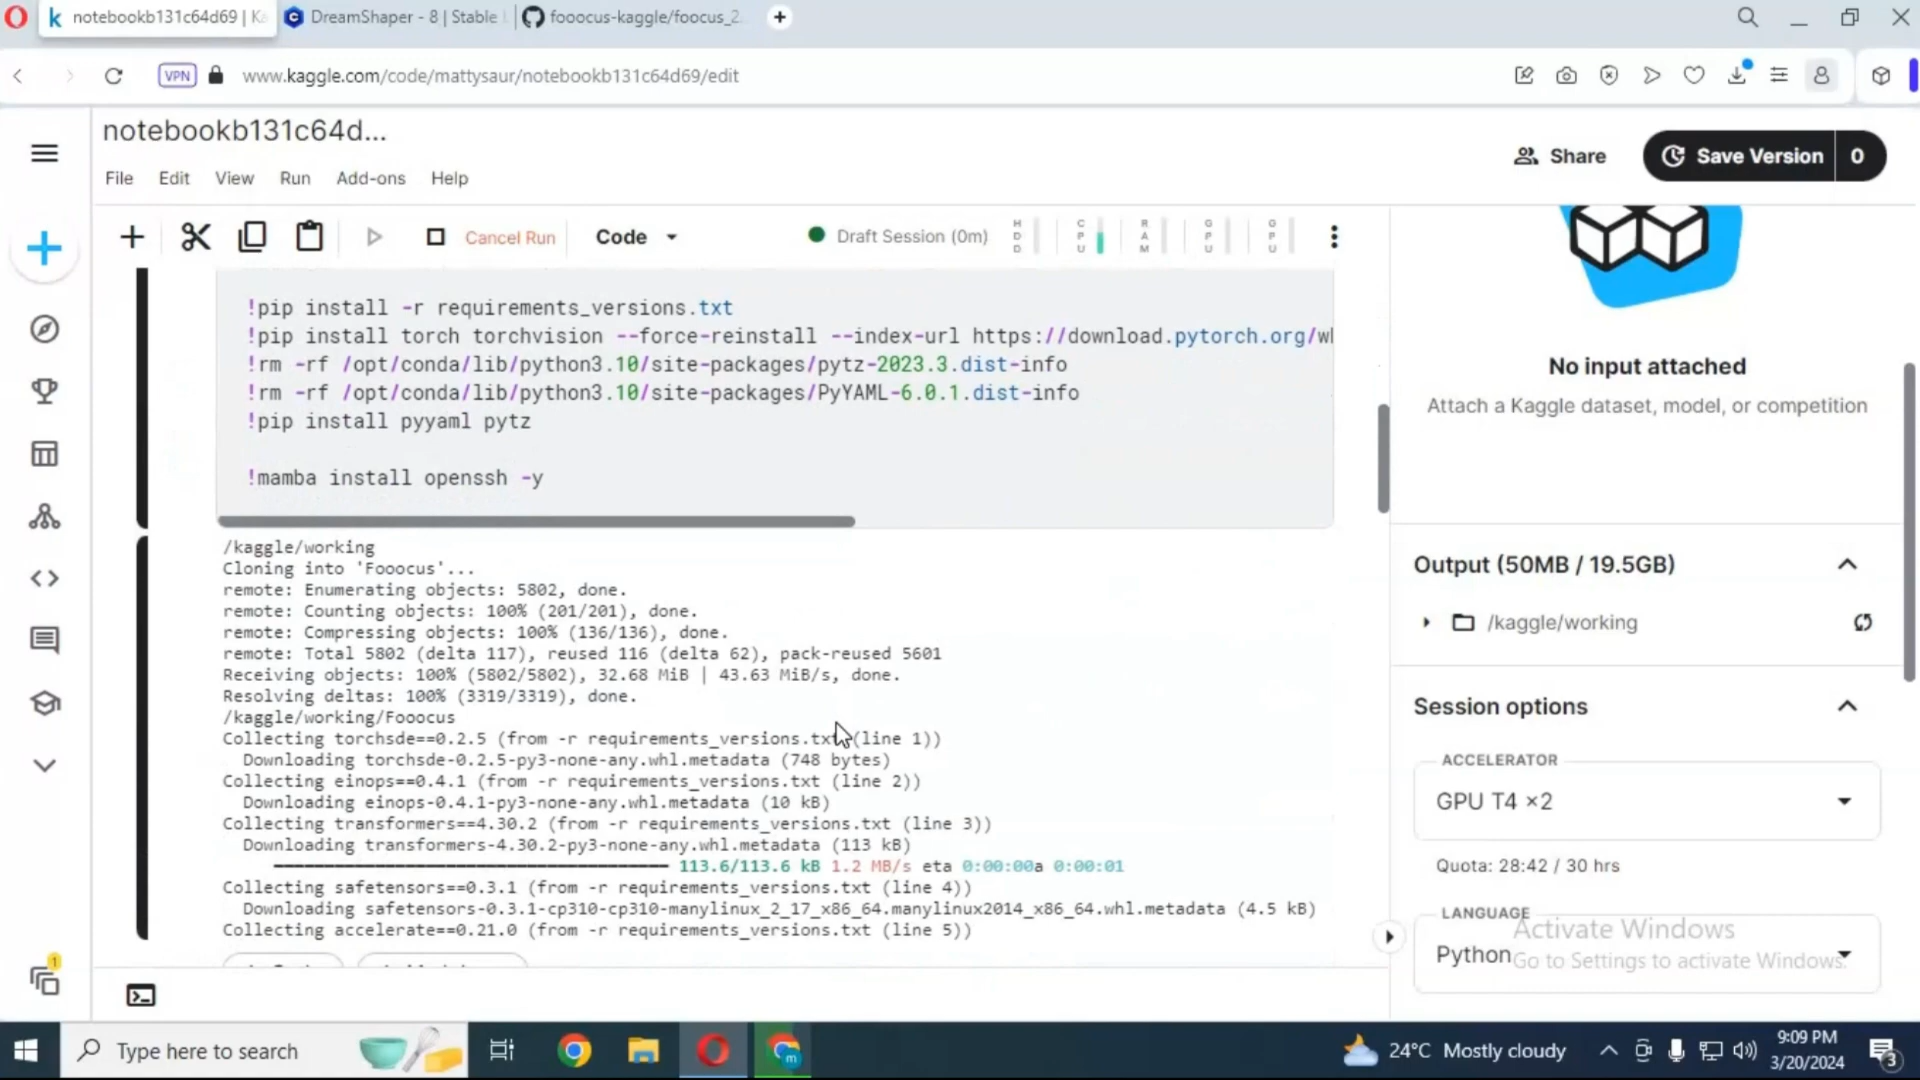 notebookb131c64d69 | Ka
DreamShaper - 8 | Stable
fooocus-kaggle/foocus_2
VPN
www.kaggle.com/code/mattysaur/notebookb131c64d69/edit
notebookb131c64d...
File Edit View Run Add-ons Help
Share
Save Version 0
Cancel Run
Code
Draft Session (0m)
HDD CPU RAM GPU GPU
!pip install -r requirements_versions.txt
!pip install torch torchvision --force-reinstall --index-url https://download.pytorch.org/wh
!rm -rf /opt/conda/lib/python3.10/site-packages/pytz-2023.3.dist-info
!rm -rf /opt/conda/lib/python3.10/site-packages/PyYAML-6.0.1.dist-info
!pip install pyyaml pytz
!mamba install openssh -y
/kaggle/working
Cloning into 'Fooocus'...
remote: Enumerating objects: 5802, done.
remote: Counting objects: 100% (201/201), done.
remote: Compressing objects: 100% (136/136), done.
remote: Total 5802 (delta 117), reused 116 (delta 62), pack-reused 5601
Receiving objects: 100% (5802/5802), 32.68 MiB | 43.63 MiB/s, done.
Resolving deltas: 100% (3319/3319), done.
/kaggle/working/Fooocus
Collecting torchsde==0.2.5 (from -r requirements_versions.txt (line 1))
Downloading torchsde-0.2.5-py3-none-any.whl.metadata (748 bytes)
Collecting einops==0.4.1 (from -r requirements_versions.txt (line 2))
Downloading einops-0.4.1-py3-none-any.whl.metadata (10 kB)
Collecting transformers==4.30.2 (from -r requirements_versions.txt (line 3))
Downloading transformers-4.30.2-py3-none-any.whl.metadata (113 kB)
113.6/113.6 kB 1.2 MB/s eta 0:00:00a 0:00:01
Collecting safetensors==0.3.1 (from -r requirements_versions.txt (line 4))
Downloading safetensors-0.3.1-cp310-cp310-manylinux_2_17_x86_64.manylinux2014_x86_64.whl.metadata (4.5 kB)
Collecting accelerate==0.21.0 (from -r requirements_versions.txt (line 5))
No input attached
Attach a Kaggle dataset, model, or competition
Output (50MB / 19.5GB)
/kaggle/working
Session options
ACCELERATOR
GPU T4 ×2
Quota: 28:42 / 30 hrs
LANGUAGE
Python
Activate Windows
Go to Settings to activate Windows.
1
Type here to search
24°C Mostly cloudy
9:09 PM
3/20/2024
3